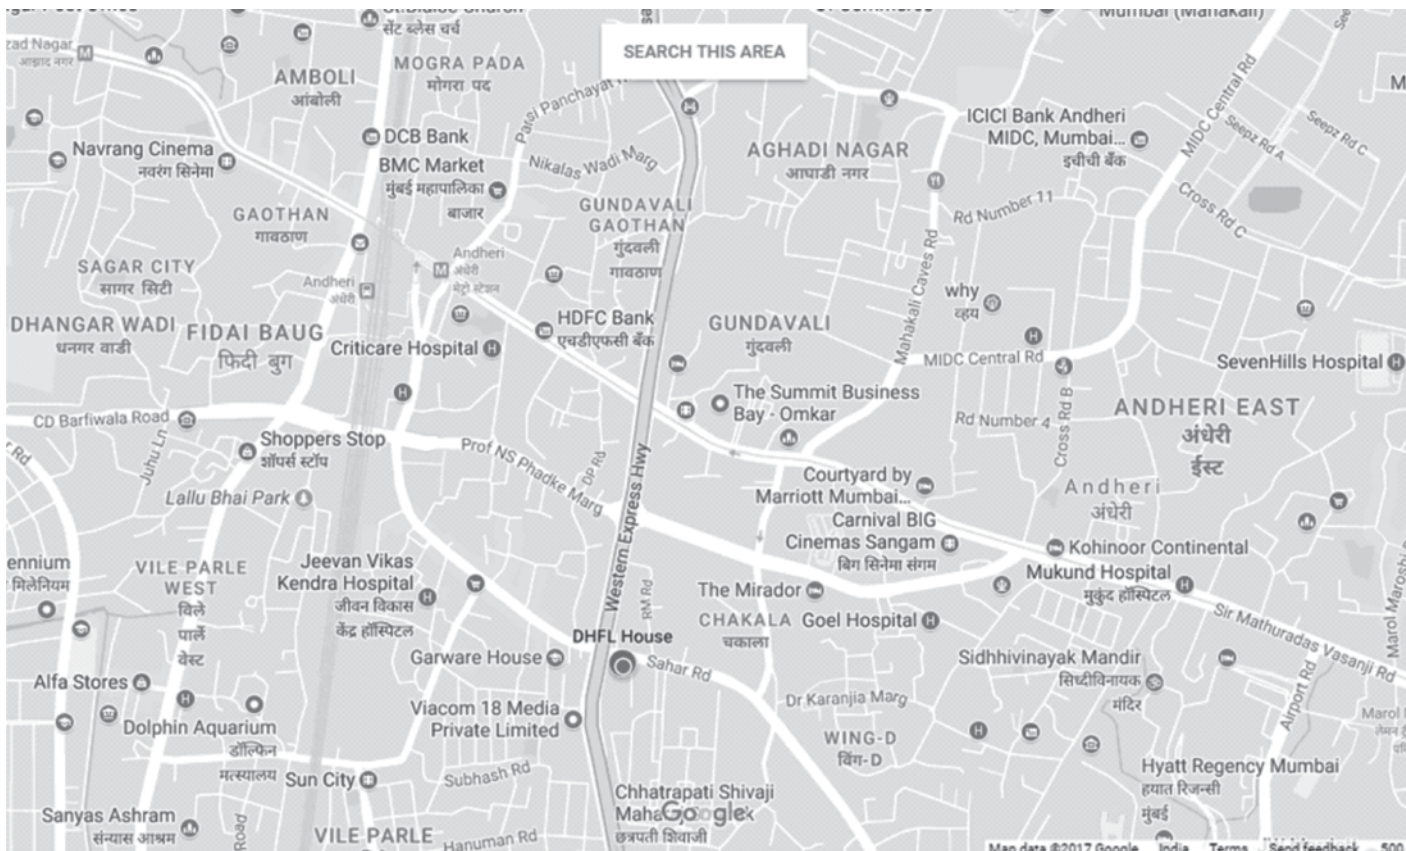 SEARCH THIS AREA
सेंट ब्लेस चर्च
Mumbai (Mahakali)
zad Nagar
आझाद नगर
AMBOLI
आंबोली
MOGRA PADA
मोगरा पद
Parsi Panchayat
ICICI Bank Andheri
MIDC, Mumbai...
इचीची बैंक
MIDC Central Rd
Seepz Rd A
Seepz Rd C
Cross Rd C
Navrang Cinema
नवरंग सिनेमा
DCB Bank
BMC Market
मुंबई महापालिका
बाजार
Nikalas Wadi Marg
AGHADI NAGAR
आघाडी नगर
Rd Number 11
GAOTHAN
गावठाण
GUNDAVALI
GAOTHAN
गुंदवली
गावठाण
Andheri
अंधेरी
मेट्रो स्टेशन
Andheri
अंधेरी
SAGAR CITY
सागर सिटी
DHANGAR WADI
धनगर वाडी
FIDAI BAUG
फिदी बुग
Criticare Hospital
HDFC Bank
एचडीएफसी बैंक
GUNDAVALI
गुंदवली
Mahakali Caves Rd
why
व्हय
MIDC Central Rd
SevenHills Hospital
The Summit Business
Bay - Omkar
Rd Number 4
Cross Rd B
ANDHERI EAST
अंधेरी
ईस्ट
CD Barfiwala Road
Juhu Ln
Shoppers Stop
शॉपर्स स्टॉप
Lallu Bhai Park
Prof NS Phadke Marg
DP Rd
Western Express Hwy
Courtyard by
Marriott Mumbai...
Carnival BIG
Cinemas Sangam
बिग सिनेमा संगम
Andheri
अंधेरी
Kohinoor Continental
Mukund Hospital
मुकुंद हॉस्पिटल
ennium
मिलेनियम
VILE PARLE
WEST
विले
पार्ले
वेस्ट
Jeevan Vikas
Kendra Hospital
जीवन विकास
केंद्र हॉस्पिटल
RM Rd
The Mirador
CHAKALA
चकाला
Goel Hospital
Sir Mathuradas Vasanji Rd
Marol Maroshi
DHFL House
Garware House
Sahar Rd
Sidhhivinayak Mandir
सिध्दीविनायक
मंदिर
Dr Karanjia Marg
Airport Rd
Alfa Stores
Dolphin Aquarium
डॉल्फिन
मत्स्यालय
Viacom 18 Media
Private Limited
WING-D
विंग-D
Marol
Sun City
Subhash Rd
Hyatt Regency Mumbai
हयात रिजन्सी
मुंबई
Sanyas Ashram
संन्यास आश्रम
Road
VILE PARLE
Hanuman Rd
Chhatrapati Shivaji
छत्रपती शिवाजी
Google
Map data ©2017 Google India Terms Send feedback 500